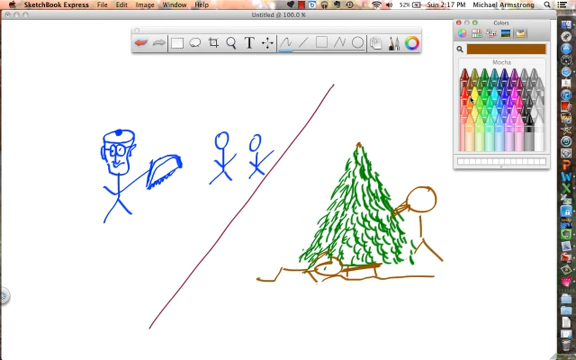 SketchBook Express File Edit Image Window Help 52% Sun 2:17 PM Michael Armstrong
Untitled @ 100.0 %
Colors
T
Mocha